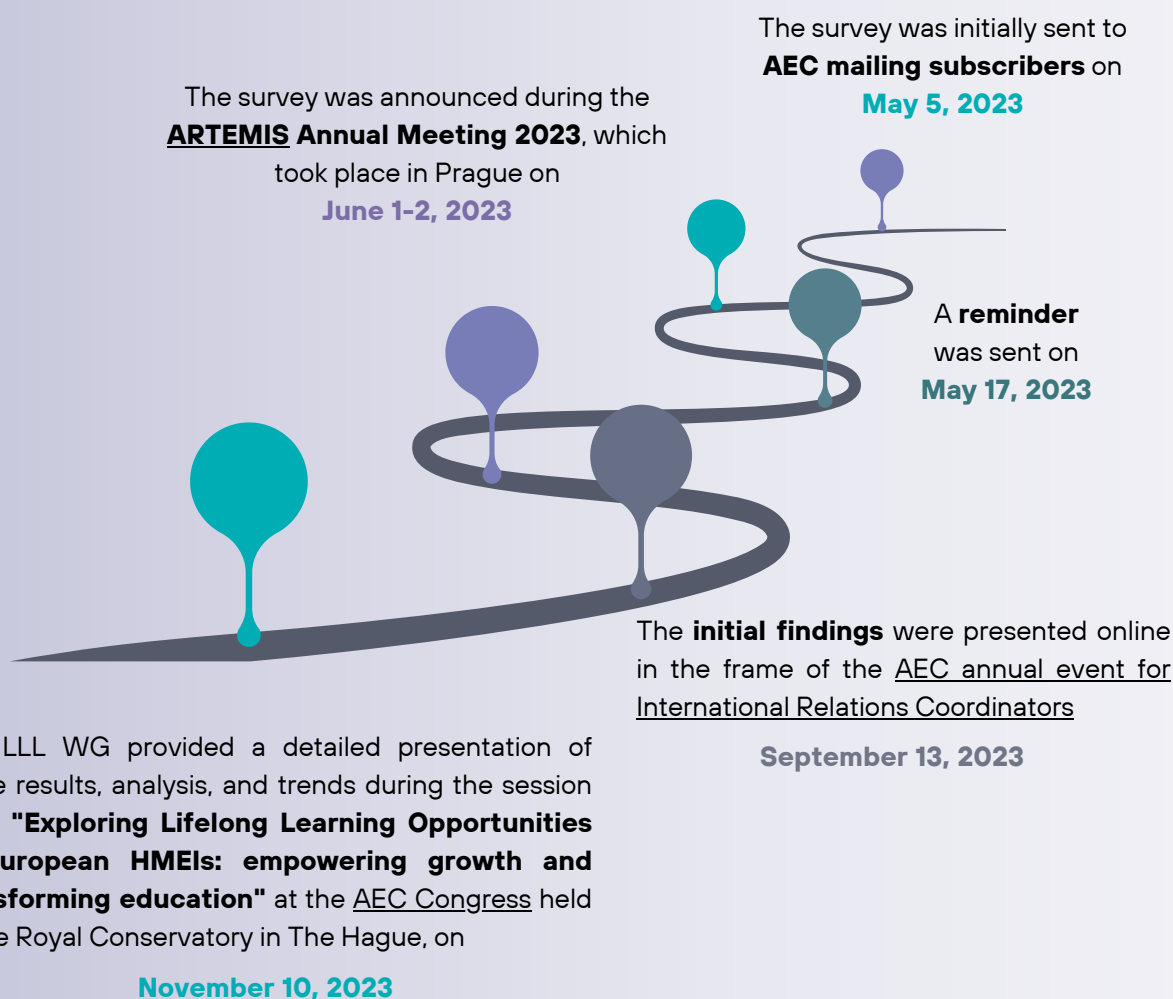 The survey was initially sent to
AEC mailing subscribers on
May 5, 2023
The survey was announced during the
ARTEMIS Annual Meeting 2023, which
took place in Prague on
June 1-2, 2023
A reminder
was sent on
May 17, 2023
The initial findings were presented online
in the frame of the AEC annual event for
International Relations Coordinators
September 13, 2023
LLL WG provided a detailed presentation of
results, analysis, and trends during the session
"Exploring Lifelong Learning Opportunities
uropean HMEIs: empowering growth and
sforming education" at the AEC Congress held
e Royal Conservatory in The Hague, on
November 10, 2023